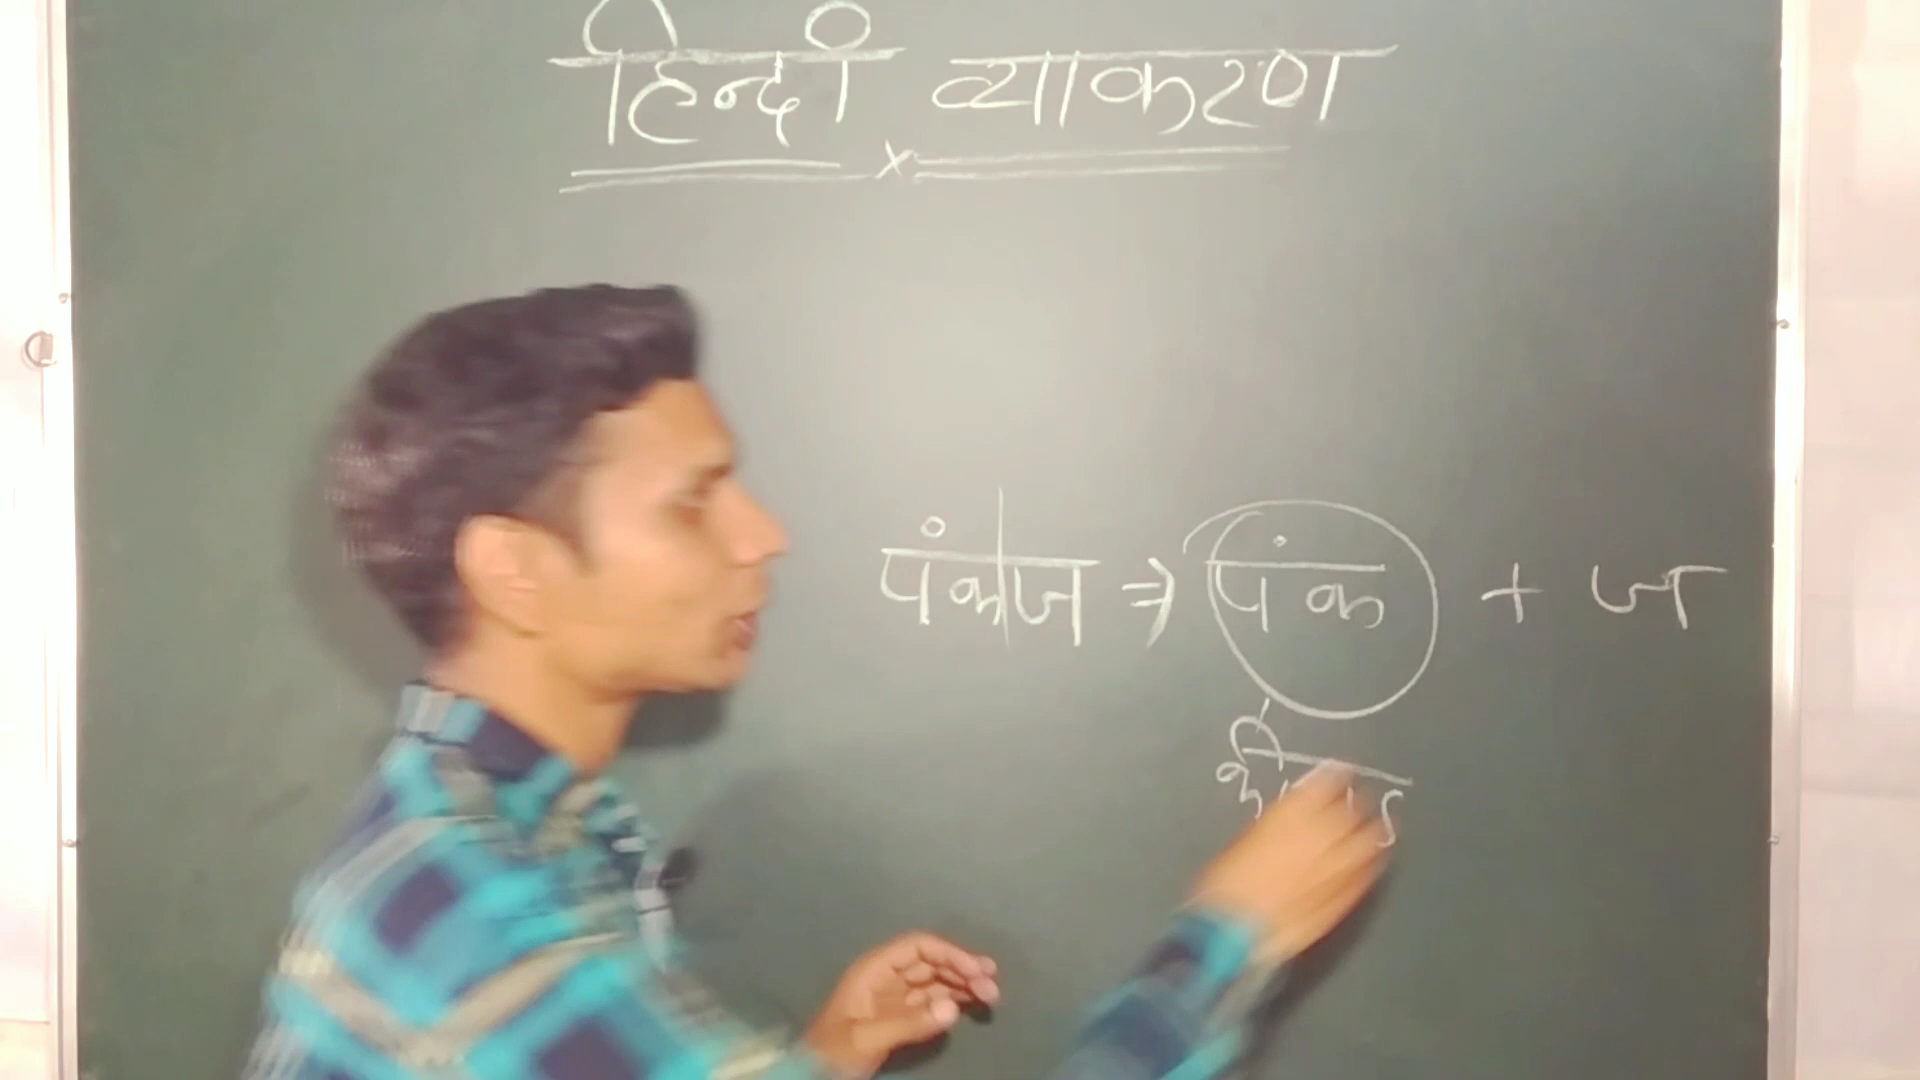 हिन्दी व्याकरण
x
पंकज ⇒ पंक + ज